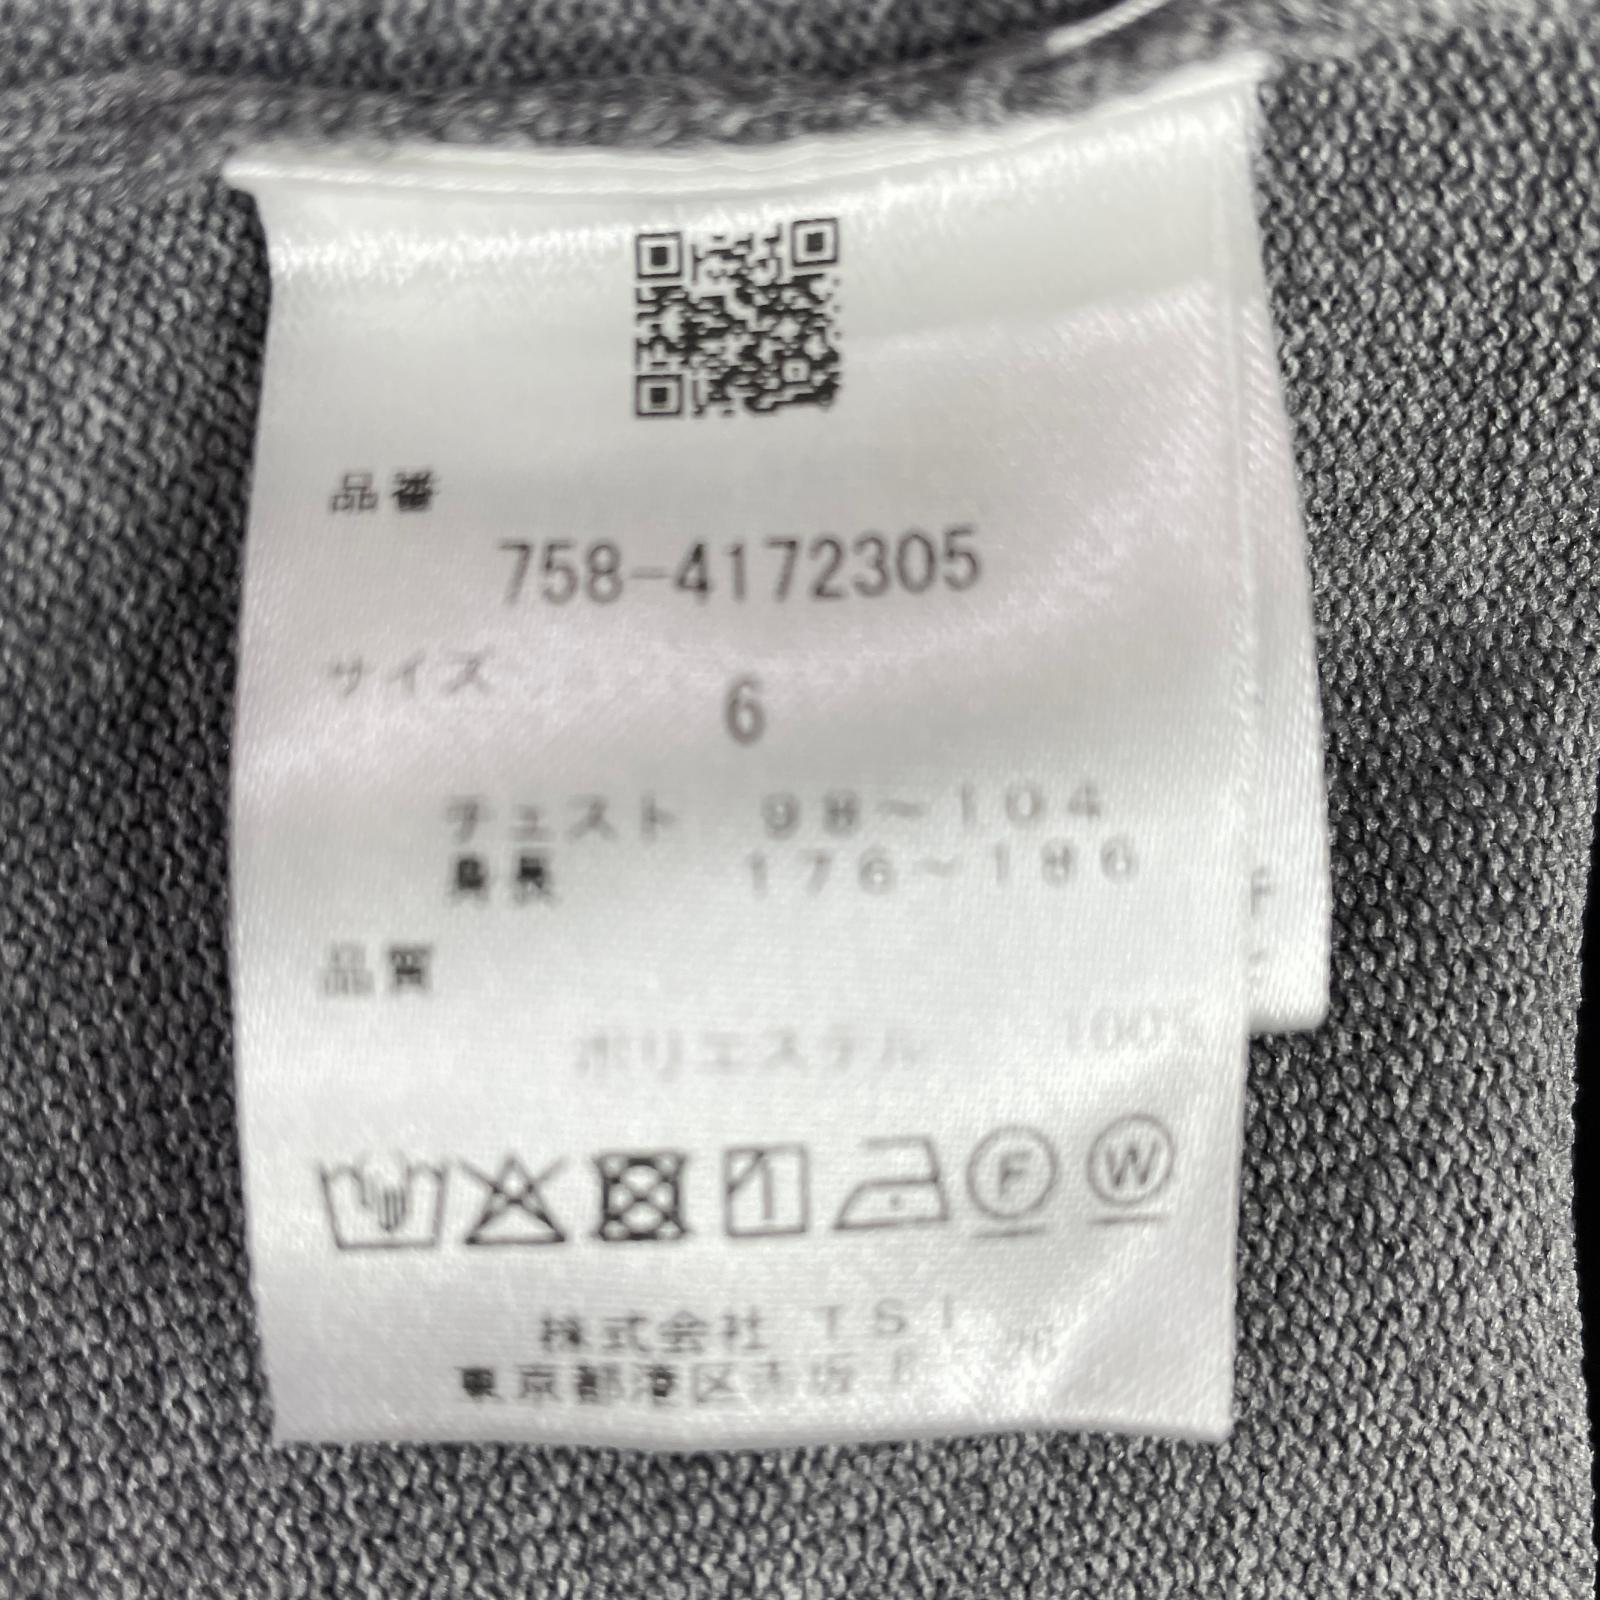 品番
758-4172305
サイズ
6
チェスト 98〜104
身長 176〜186
品質
ポリエステル 100%
F W
株式会社 TSI
東京都港区赤坂 8